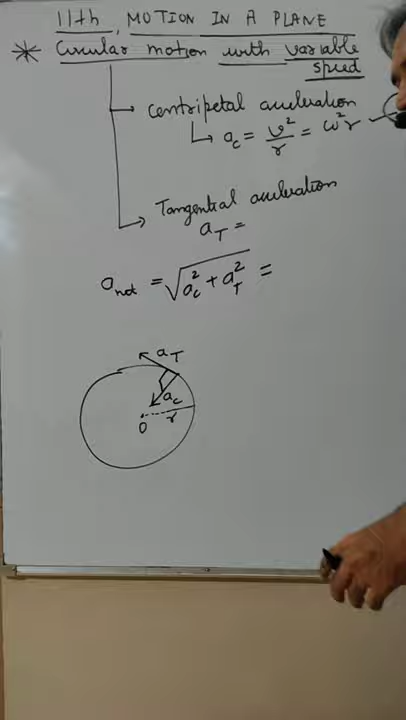 11th, MOTION IN A PLANE
* Circular motion with variable speed
Centripetal acceleration
a_c = v²/r = ω²r
Tangential acceleration
a_T =
a_net = √(a_c² + a_T²) =
a_T
a_c
r
O